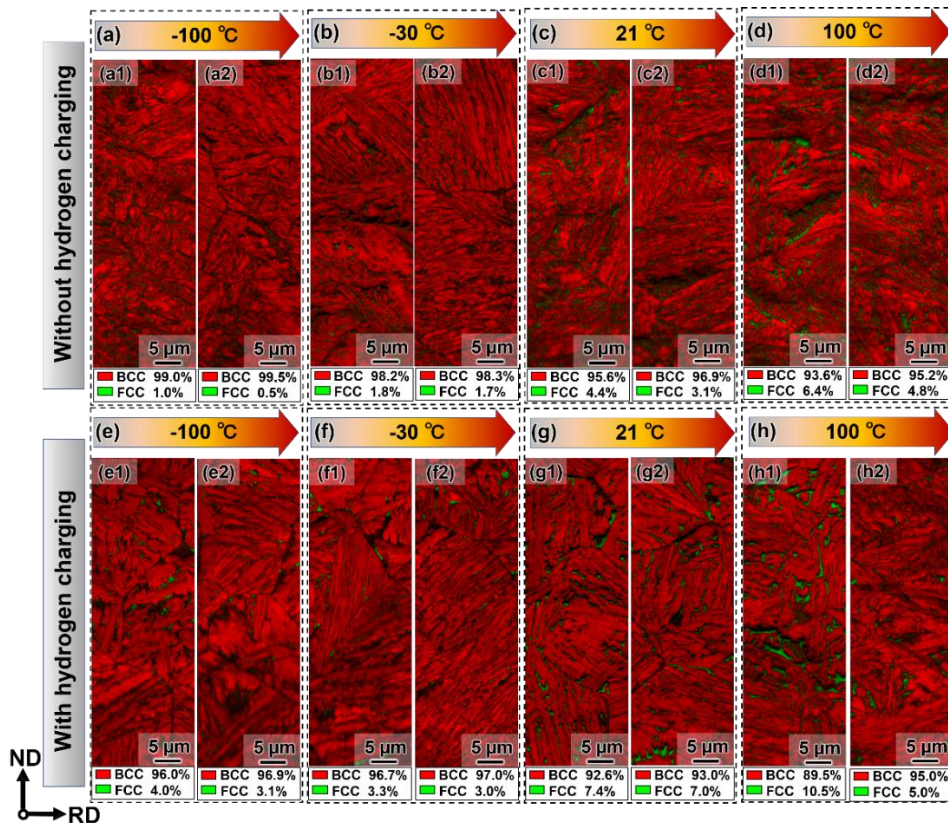 Without hydrogen charging
(a) -100 °C
(b) -30 °C
(c) 21 °C
(d) 100 °C
(a1) (a2) (b1) (b2) (c1) (c2) (d1) (d2)
5 µm 5 µm 5 µm 5 µm 5 µm 5 µm 5 µm 5 µm
BCC 99.0% BCC 99.5% BCC 98.2% BCC 98.3% BCC 95.6% BCC 96.9% BCC 93.6% BCC 95.2%
FCC 1.0% FCC 0.5% FCC 1.8% FCC 1.7% FCC 4.4% FCC 3.1% FCC 6.4% FCC 4.8%
With hydrogen charging
(e) -100 °C
(f) -30 °C
(g) 21 °C
(h) 100 °C
(e1) (e2) (f1) (f2) (g1) (g2) (h1) (h2)
5 µm 5 µm 5 µm 5 µm 5 µm 5 µm 5 µm 5 µm
BCC 96.0% BCC 96.9% BCC 96.7% BCC 97.0% BCC 92.6% BCC 93.0% BCC 89.5% BCC 95.0%
FCC 4.0% FCC 3.1% FCC 3.3% FCC 3.0% FCC 7.4% FCC 7.0% FCC 10.5% FCC 5.0%
ND
RD